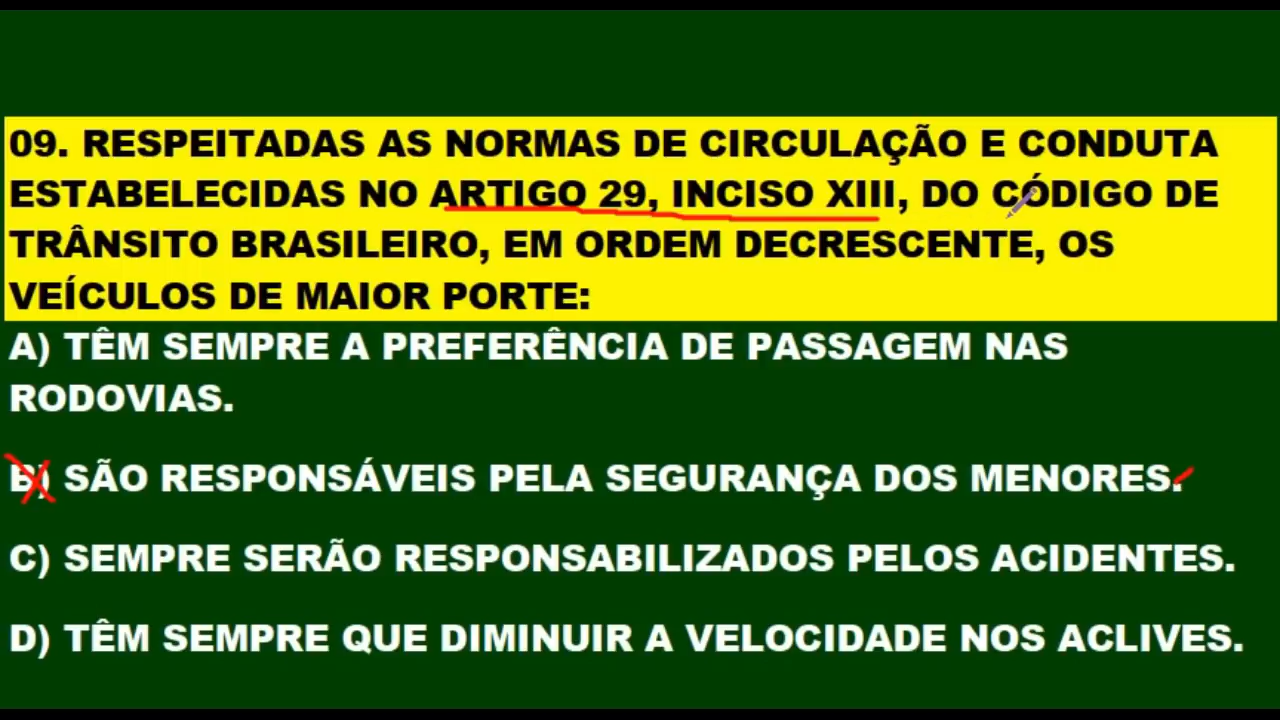 09. RESPEITADAS AS NORMAS DE CIRCULAÇÃO E CONDUTA
ESTABELECIDAS NO ARTIGO 29, INCISO XIII, DO CÓDIGO DE
TRÂNSITO BRASILEIRO, EM ORDEM DECRESCENTE, OS
VEÍCULOS DE MAIOR PORTE:
A) TÊM SEMPRE A PREFERÊNCIA DE PASSAGEM NAS
RODOVIAS.
B) SÃO RESPONSÁVEIS PELA SEGURANÇA DOS MENORES.
C) SEMPRE SERÃO RESPONSABILIZADOS PELOS ACIDENTES.
D) TÊM SEMPRE QUE DIMINUIR A VELOCIDADE NOS ACLIVES.